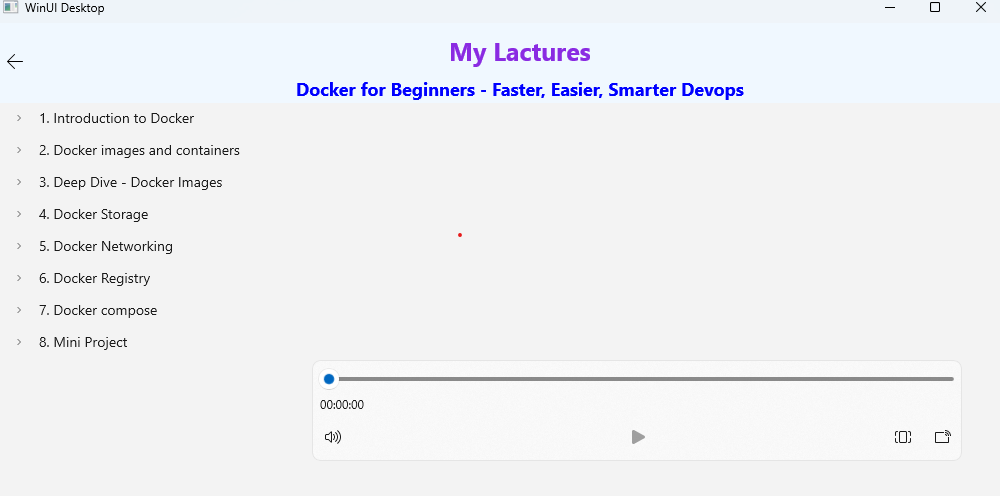 WinUI Desktop
My Lactures
Docker for Beginners - Faster, Easier, Smarter Devops
1. Introduction to Docker
2. Docker images and containers
3. Deep Dive - Docker Images
4. Docker Storage
5. Docker Networking
6. Docker Registry
7. Docker compose
8. Mini Project
00:00:00